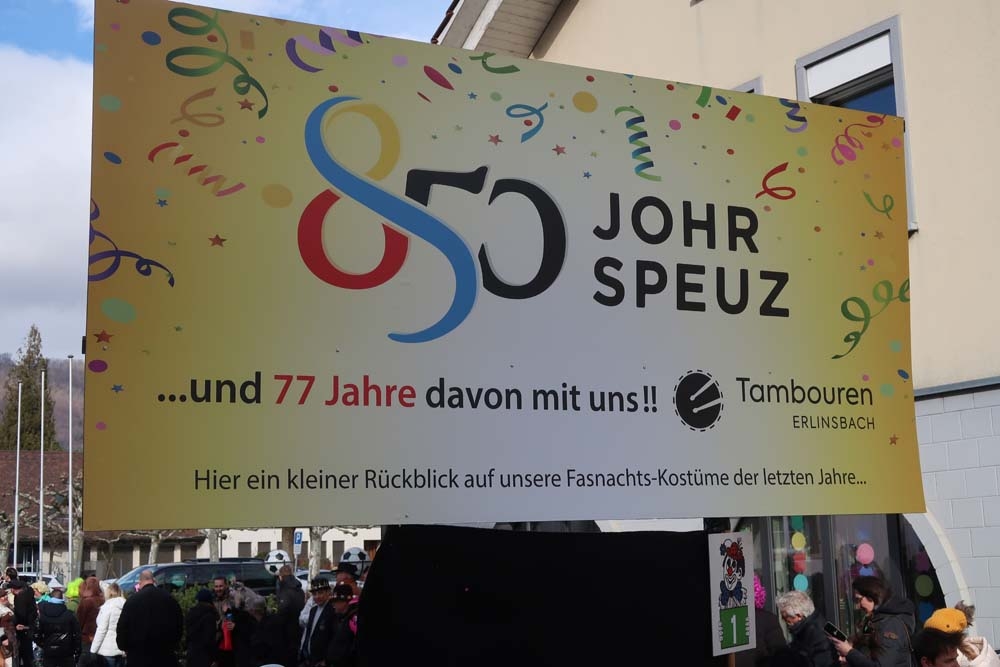 850
JOHR
SPEUZ
...und 77 Jahre davon mit uns!!
Tambouren
ERLINSBACH
Hier ein kleiner Rückblick auf unsere Fasnachts-Kostüme der letzten Jahre...
P
1